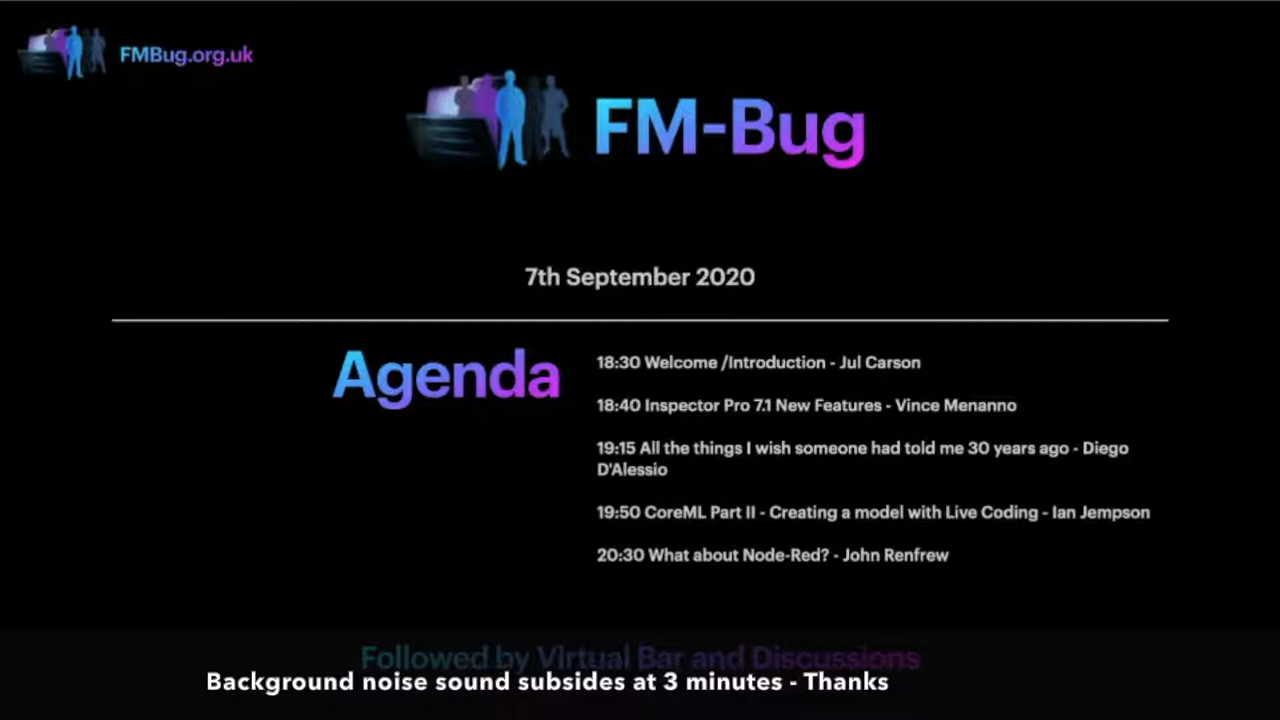 FMBug.org.uk
FM-Bug
7th September 2020
Agenda
18:30 Welcome /Introduction - Jul Carson
18:40 Inspector Pro 7.1 New Features - Vince Menanno
19:15 All the things I wish someone had told me 30 years ago - Diego
D'Alessio
19:50 CoreML Part II - Creating a model with Live Coding - Ian Jempson
20:30 What about Node-Red? - John Renfrew
Followed by Virtual Bar and Discussions
Background noise sound subsides at 3 minutes - Thanks